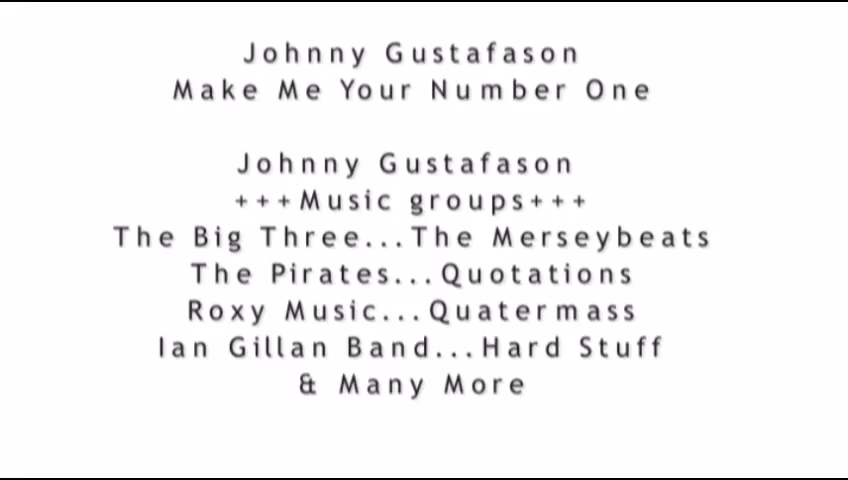 Johnny Gustafason
Make Me Your Number One
Johnny Gustafason
+++Music groups+++
The Big Three...The Merseybeats
The Pirates...Quotations
Roxy Music...Quatermass
Ian Gillan Band...Hard Stuff
& Many More